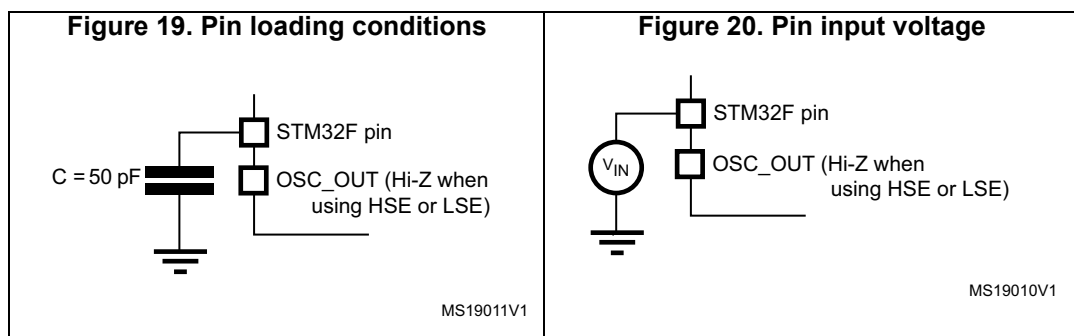 Figure 19. Pin loading conditions
STM32F pin
C = 50 pF
OSC_OUT (Hi-Z when
using HSE or LSE)
MS19011V1
Figure 20. Pin input voltage
STM32F pin
VIN
OSC_OUT (Hi-Z when
using HSE or LSE)
MS19010V1